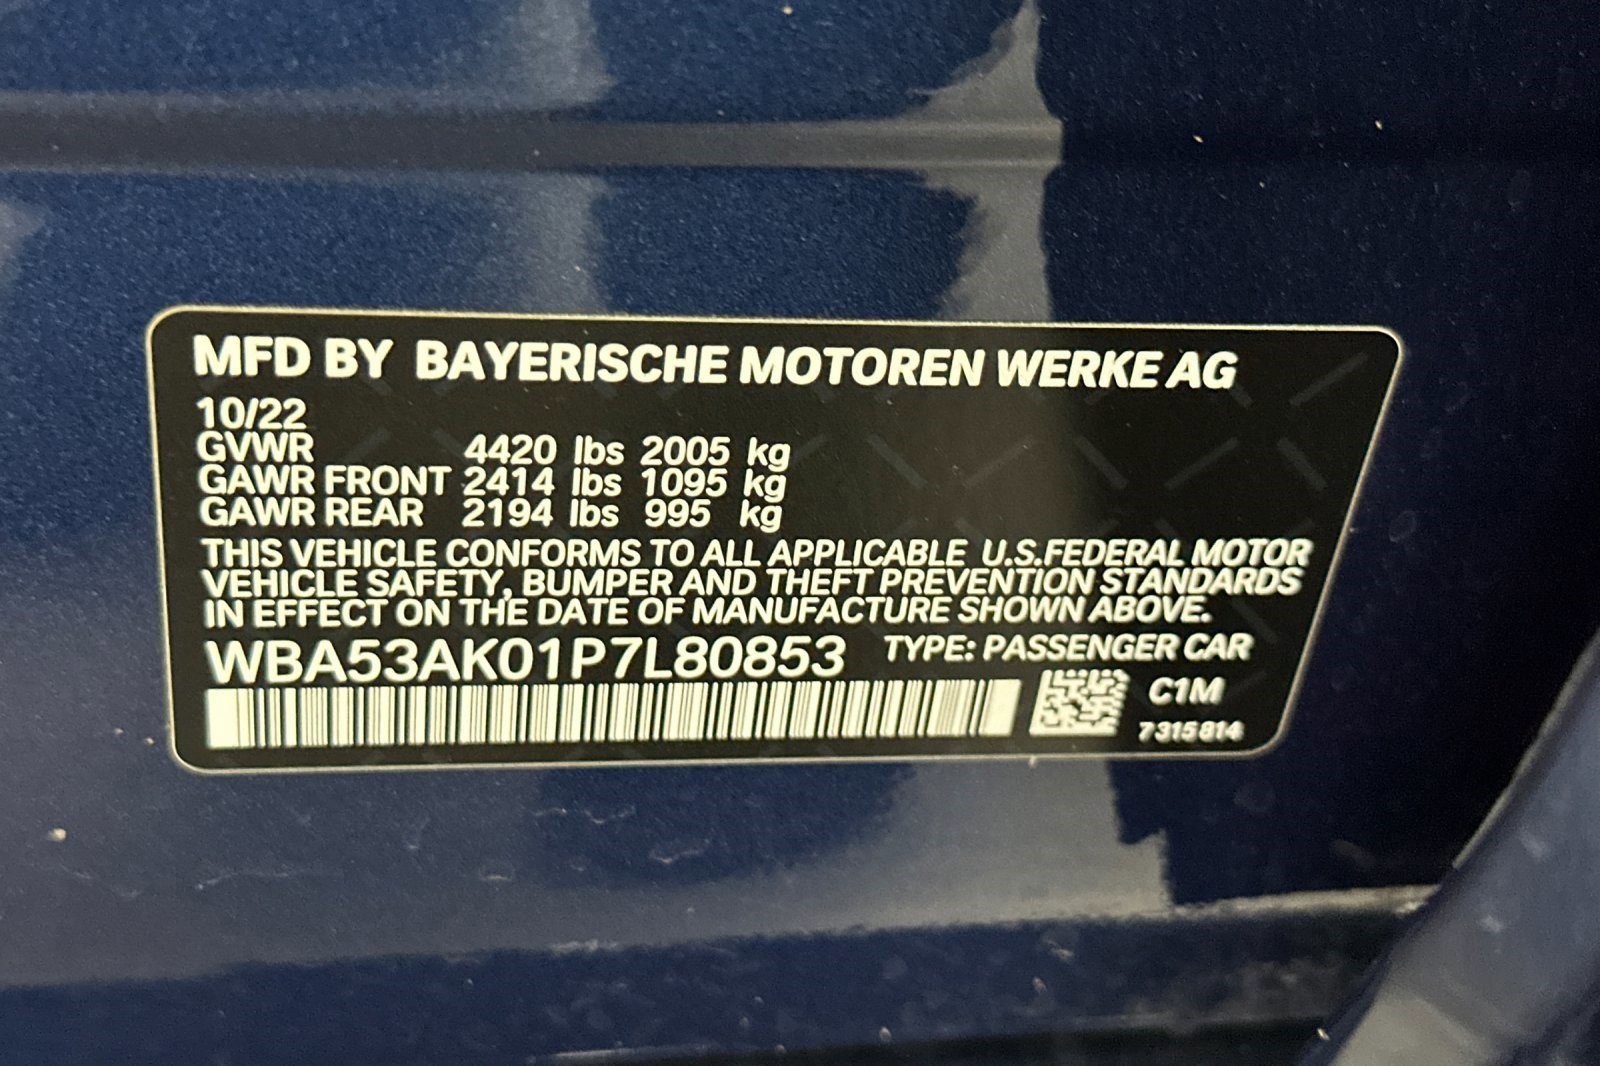 MFD BY BAYERISCHE MOTOREN WERKE AG
10/22
GVWR 4420 lbs 2005 kg
GAWR FRONT 2414 lbs 1095 kg
GAWR REAR 2194 lbs 995 kg
THIS VEHICLE CONFORMS TO ALL APPLICABLE U.S.FEDERAL MOTOR
VEHICLE SAFETY, BUMPER AND THEFT PREVENTION STANDARDS
IN EFFECT ON THE DATE OF MANUFACTURE SHOWN ABOVE.
WBA53AK01P7L80853 TYPE: PASSENGER CAR
C1M
7315814